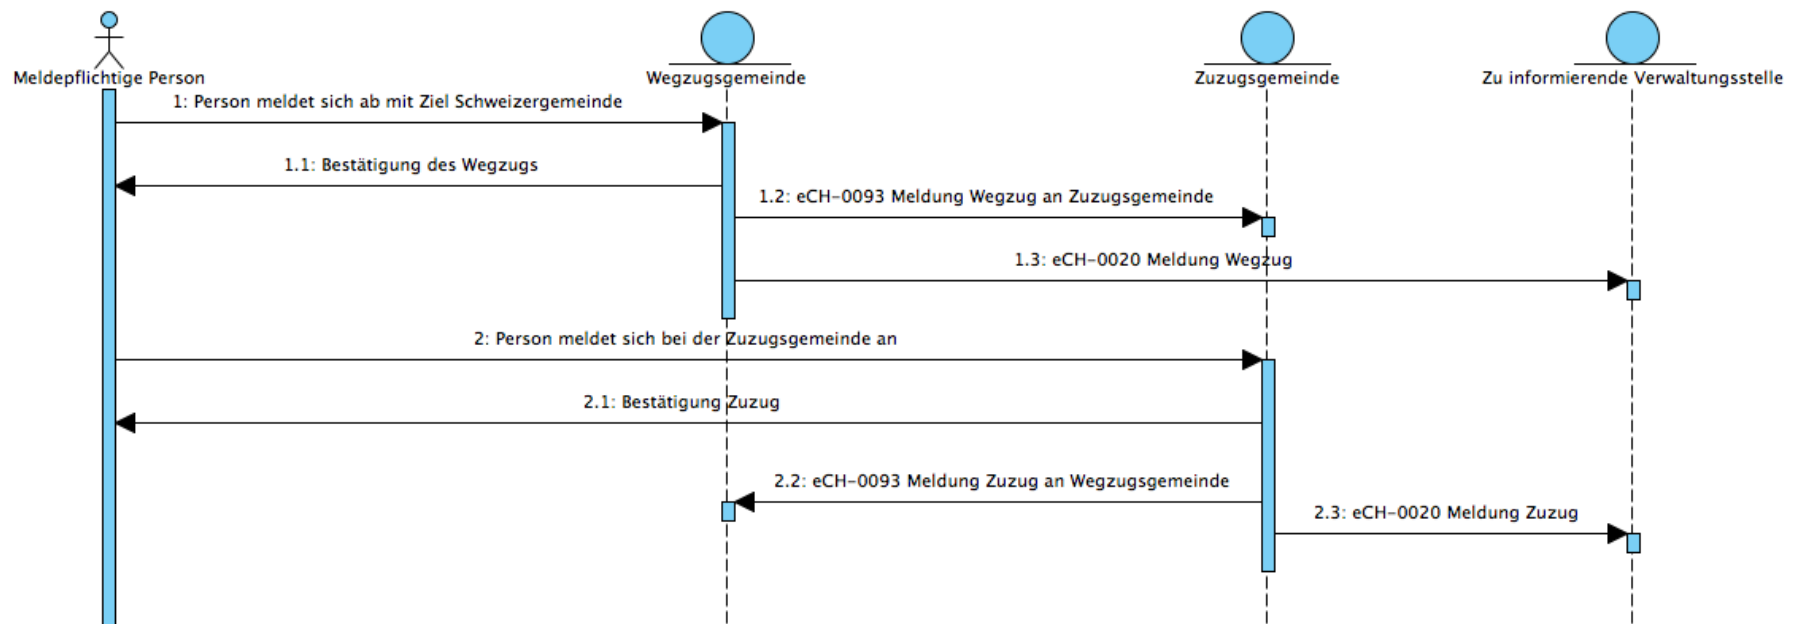 Meldepflichtige Person
Wegzugsgemeinde
Zuzugsgemeinde
Zu informierende Verwaltungsstelle
1: Person meldet sich ab mit Ziel Schweizergemeinde
1.1: Bestätigung des Wegzugs
1.2: eCH-0093 Meldung Wegzug an Zuzugsgemeinde
1.3: eCH-0020 Meldung Wegzug
2: Person meldet sich bei der Zuzugsgemeinde an
2.1: Bestätigung Zuzug
2.2: eCH-0093 Meldung Zuzug an Wegzugsgemeinde
2.3: eCH-0020 Meldung Zuzug